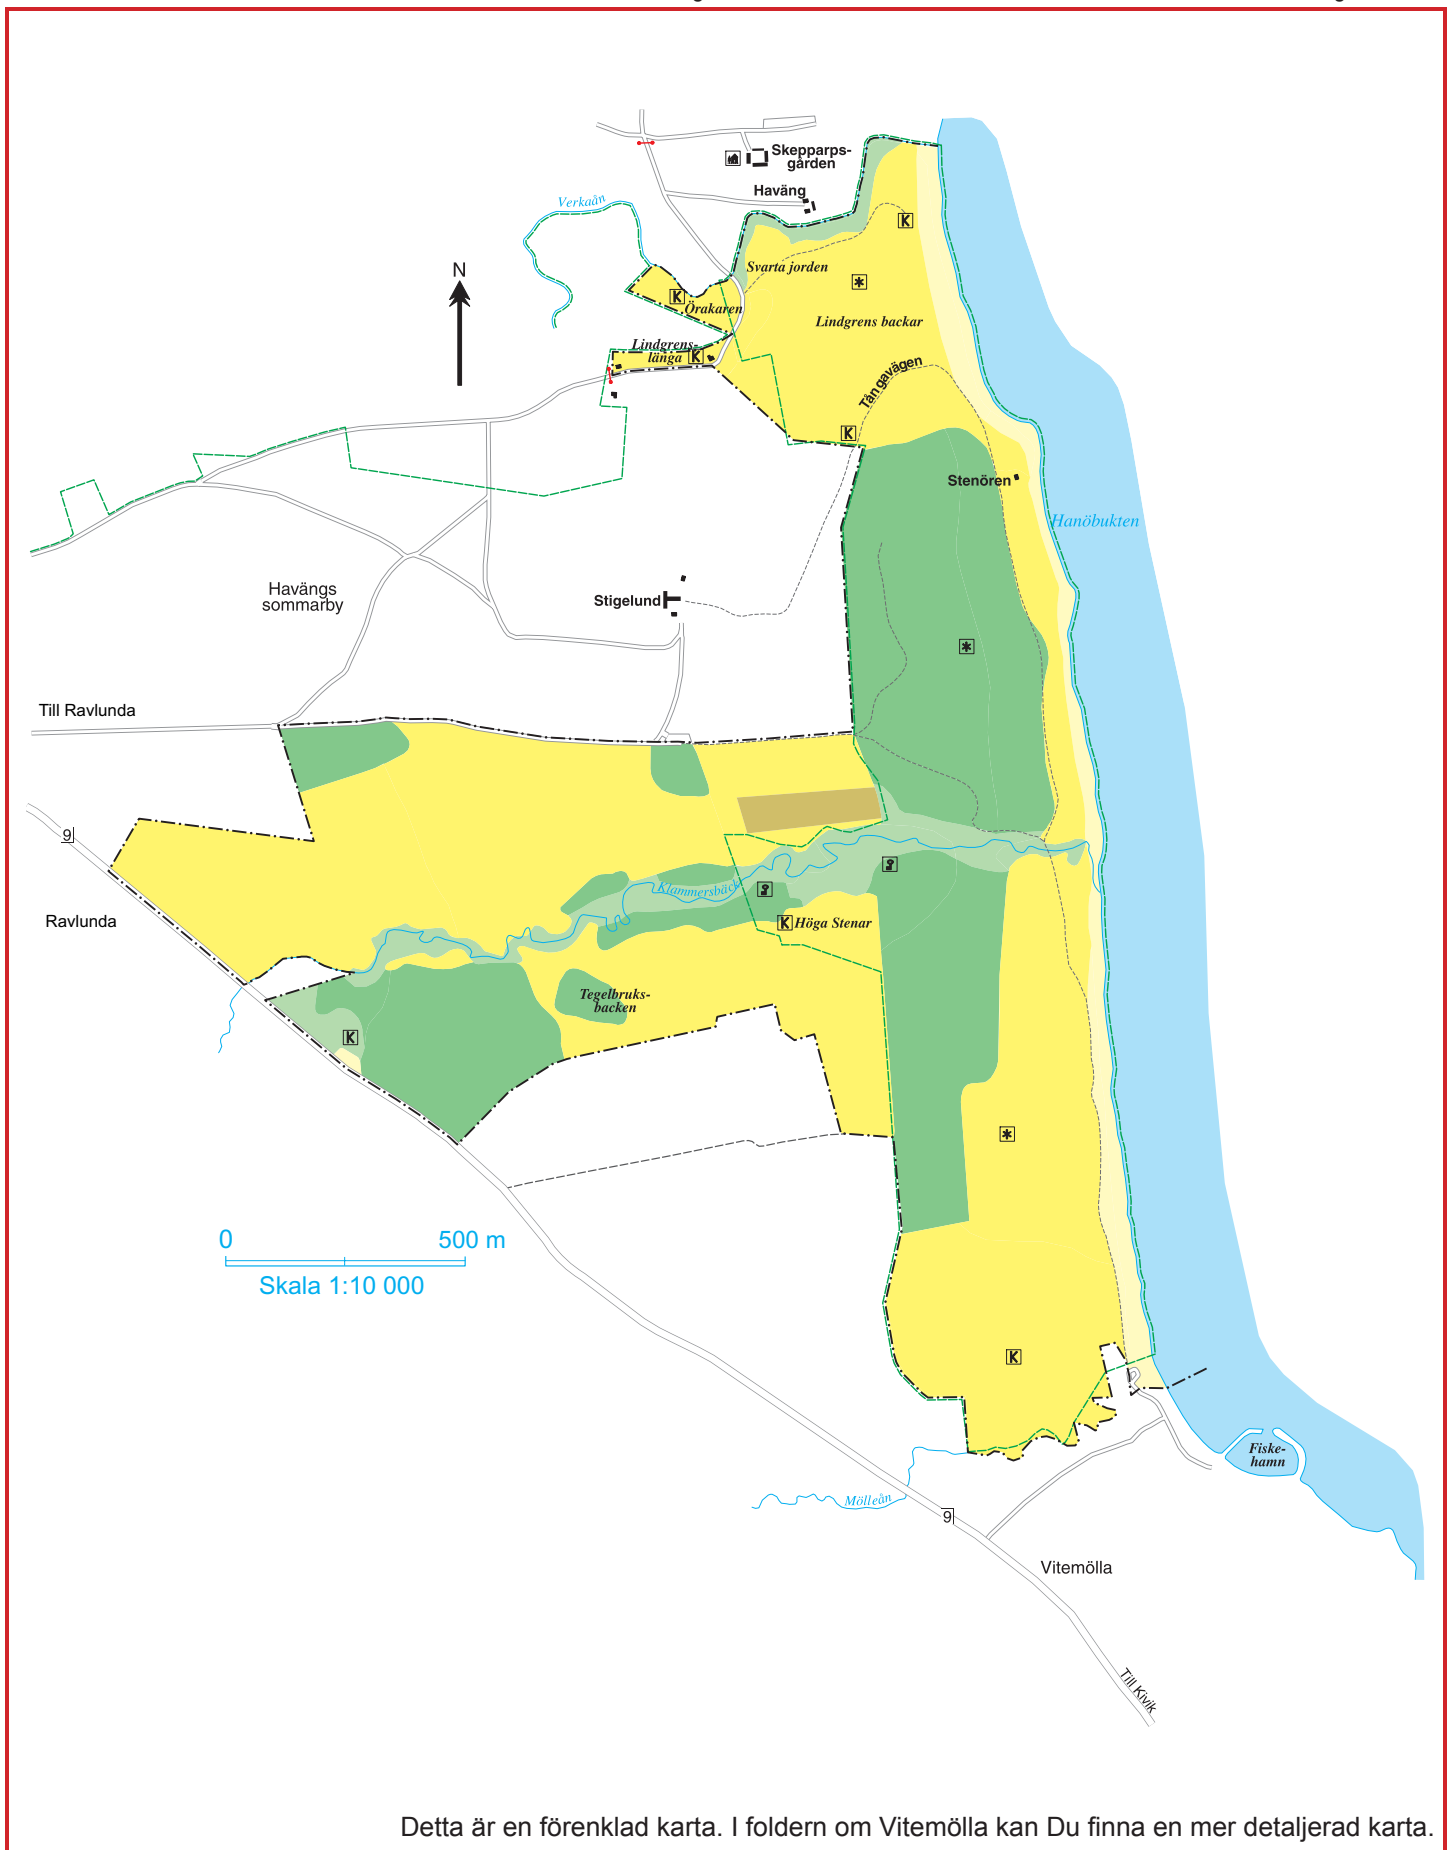 Skepparps-
gården
Haväng
Verkaån
N
Svarta jorden
K
K
Örakaren
Lindgrens backar
Lindgrens-
länga
K
Tångavägen
K
Stenören
Hanöbukten
Havängs
sommarby
Stigelund
Till Ravlunda
9
Klammersbäck
Ravlunda
K
Höga Stenar
Tegelbruks-
backen
K
0
500 m
Skala 1:10 000
K
Fiske-
hamn
Mölleån
9
Vitemölla
Till Kivik
Detta är en förenklad karta. I foldern om Vitemölla kan Du finna en mer detaljerad karta.